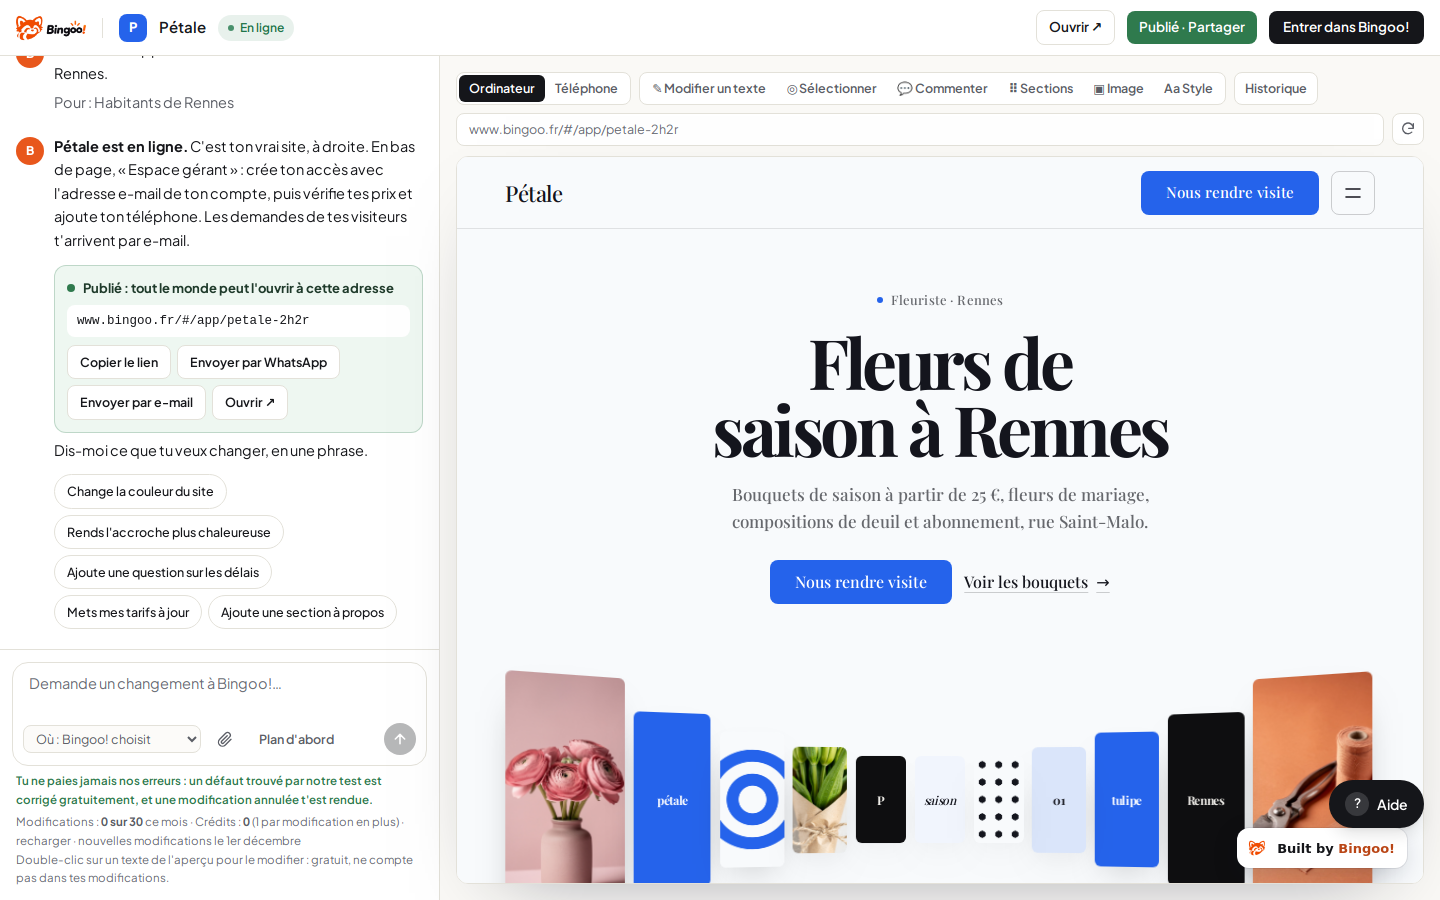 Bingoo!
P
Pétale
En ligne
Ouvrir ↗
Publié · Partager
Entrer dans Bingoo!
Rennes.
Pour : Habitants de Rennes
B
Pétale est en ligne. C'est ton vrai site, à droite. En bas
de page, « Espace gérant » : crée ton accès avec
l'adresse e-mail de ton compte, puis vérifie tes prix et
ajoute ton téléphone. Les demandes de tes visiteurs
t'arrivent par e-mail.
Publié : tout le monde peut l'ouvrir à cette adresse
www.bingoo.fr/#/app/petale-2h2r
Copier le lien
Envoyer par WhatsApp
Envoyer par e-mail
Ouvrir ↗
Dis-moi ce que tu veux changer, en une phrase.
Change la couleur du site
Rends l'accroche plus chaleureuse
Ajoute une question sur les délais
Mets mes tarifs à jour
Ajoute une section à propos
Demande un changement à Bingoo!…
Où : Bingoo! choisit
Plan d'abord
Tu ne paies jamais nos erreurs : un défaut trouvé par notre test est
corrigé gratuitement, et une modification annulée t'est rendue.
Modifications : 0 sur 30 ce mois · Crédits : 0 (1 par modification en plus) ·
recharger · nouvelles modifications le 1er décembre
Double-clic sur un texte de l'aperçu pour le modifier : gratuit, ne compte
pas dans tes modifications.
Ordinateur
Téléphone
Modifier un texte
Sélectionner
Commenter
Sections
Image
Aa Style
Historique
www.bingoo.fr/#/app/petale-2h2r
Pétale
Nous rendre visite
Fleuriste · Rennes
Fleurs de
saison à Rennes
Bouquets de saison à partir de 25 €, fleurs de mariage,
compositions de deuil et abonnement, rue Saint-Malo.
Nous rendre visite
Voir les bouquets →
pétale
P
saison
01
tulipe
Rennes
? Aide
Built by Bingoo!